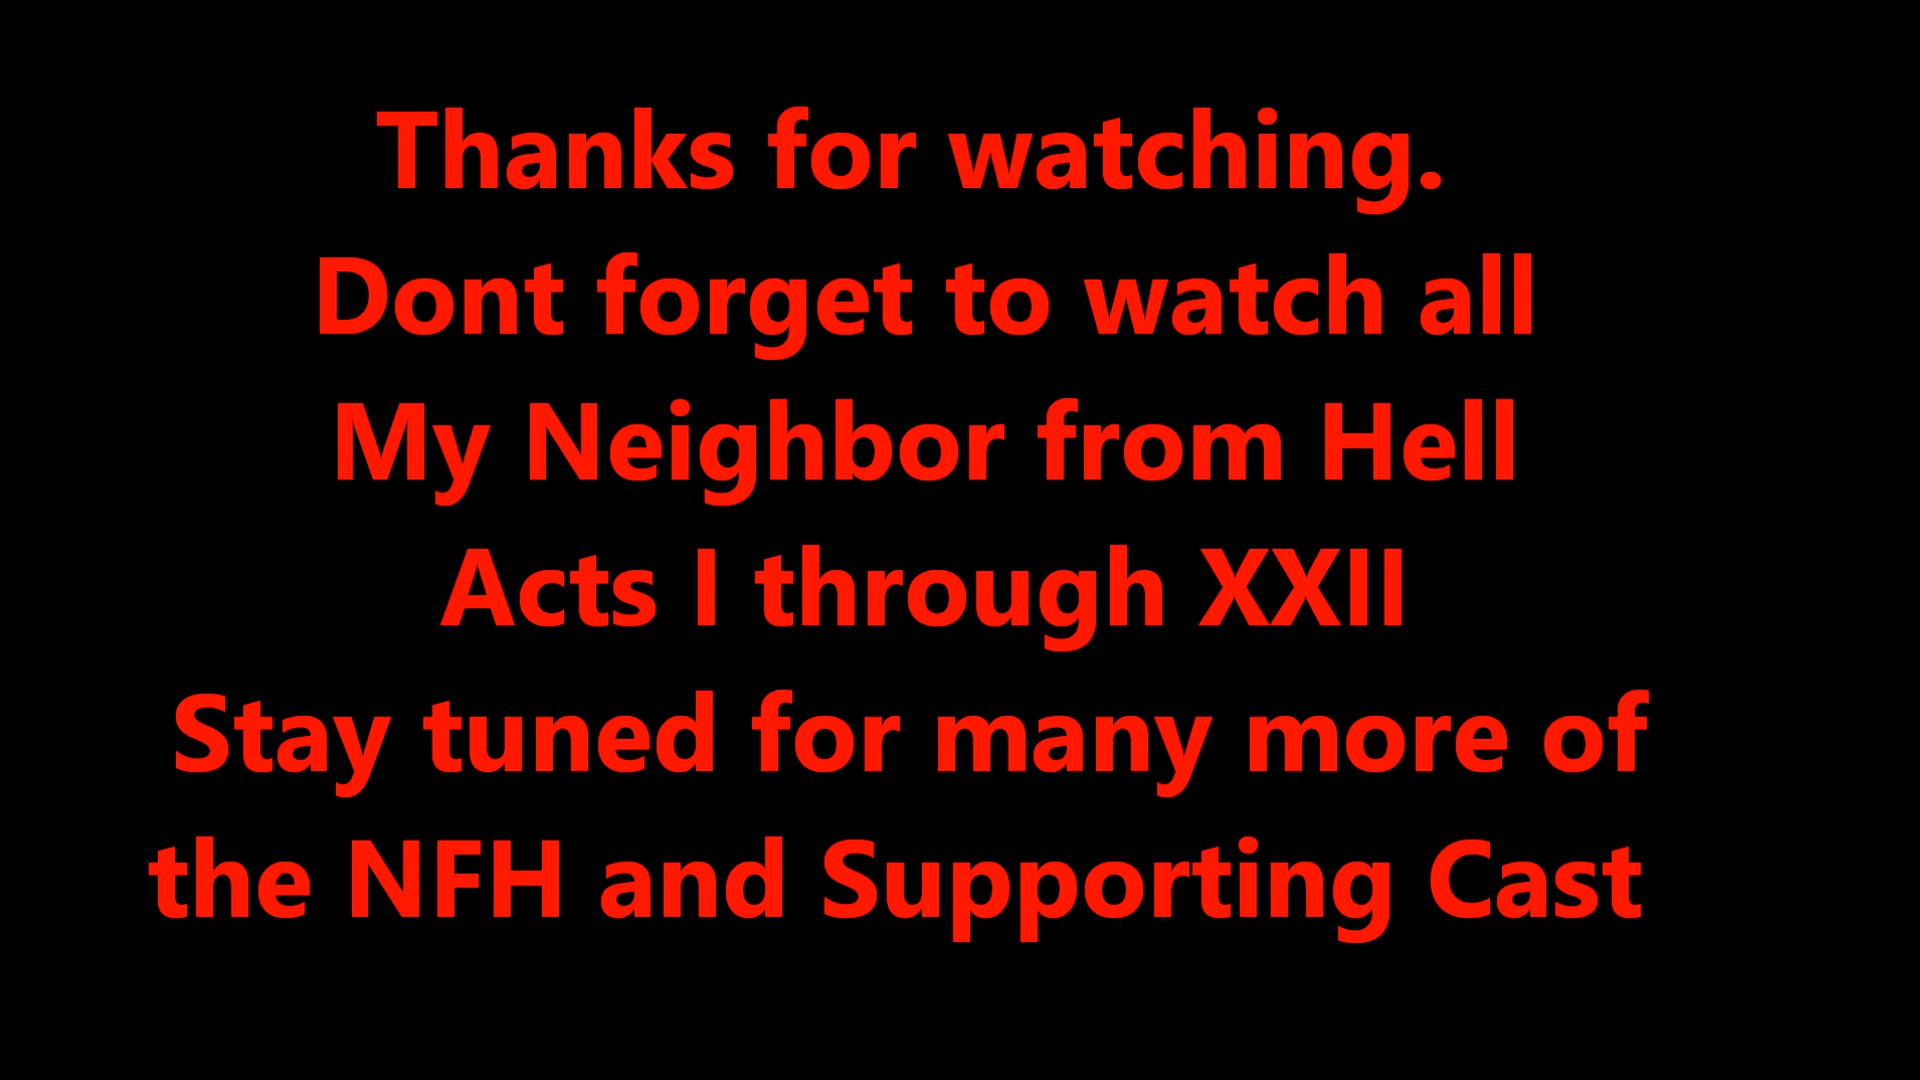 Thanks for watching.
Dont forget to watch all
My Neighbor from Hell
Acts I through XXII
Stay tuned for many more of
the NFH and Supporting Cast